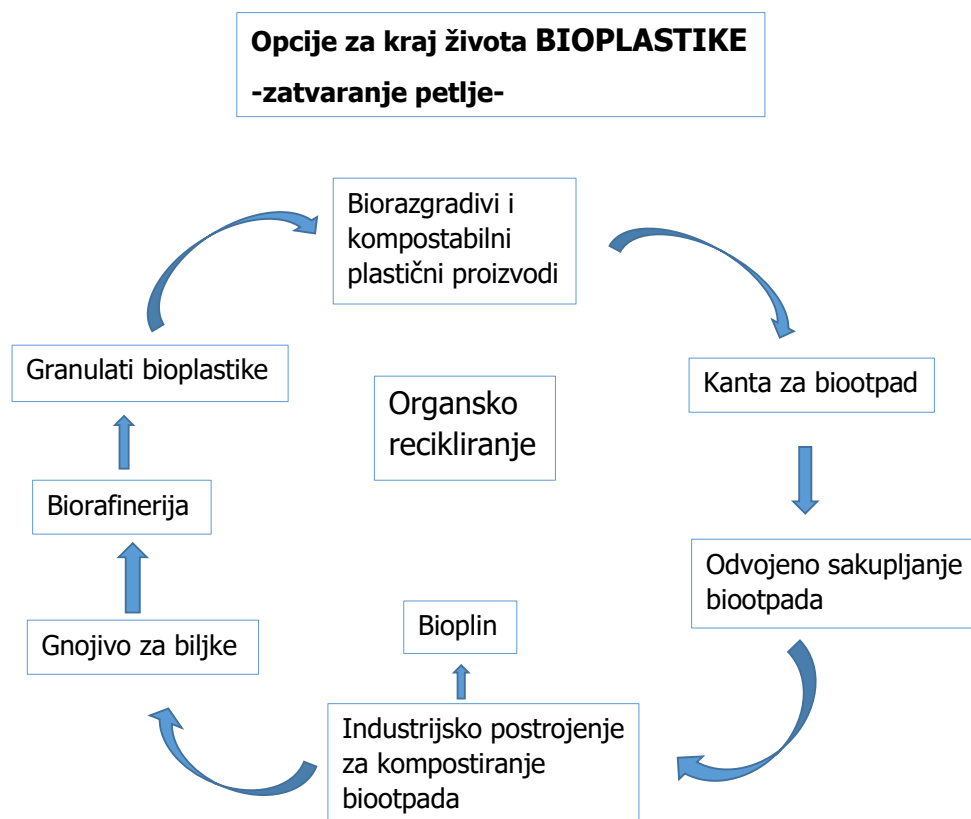 Opcije za kraj života BIOPLASTIKE
-zatvaranje petlje-
Biorazgradivi i
kompostabilni
plastični proizvodi
Kanta za biootpad
Odvojeno sakupljanje
biootpada
Industrijsko postrojenje
za kompostiranje
biootpada
Bioplin
Gnojivo za biljke
Biorafinerija
Granulati bioplastike
Organsko
recikliranje